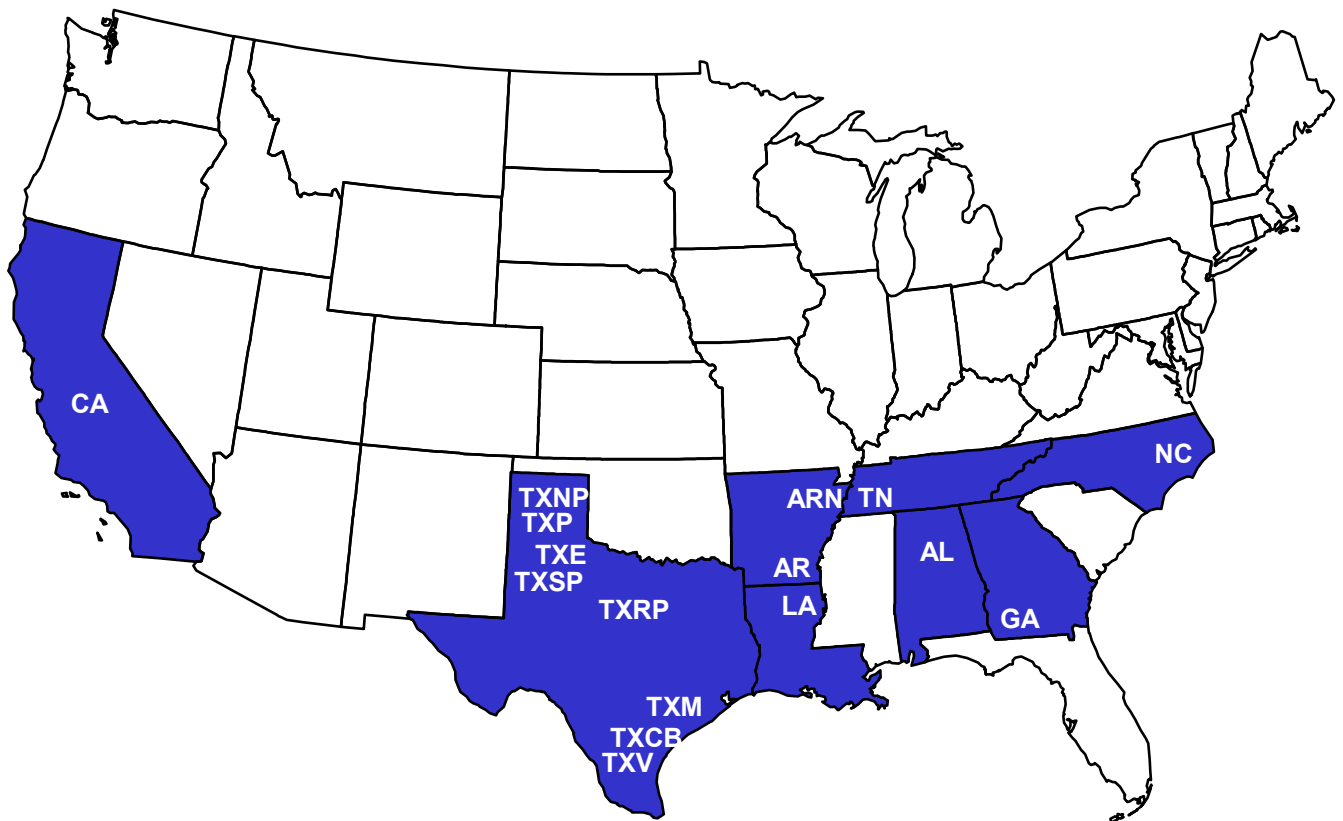 CA
NC
TXNP
ARN
TN
TXP
TXE
AL
AR
TXSP
LA
TXRP
GA
TXM
TXCB
TXV